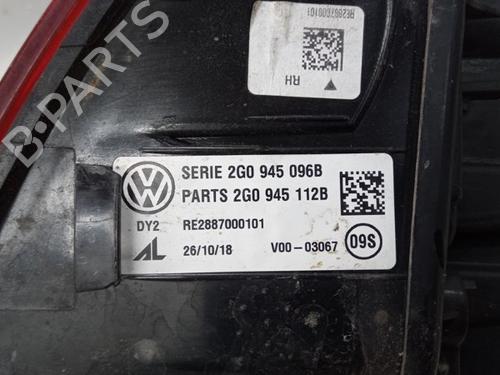 RE2887000101
RH
B-PARTS
SERIE 2G0 945 096B
PARTS 2G0 945 112B
DY2 RE2887000101
AL 26/10/18 V00-03067 09S